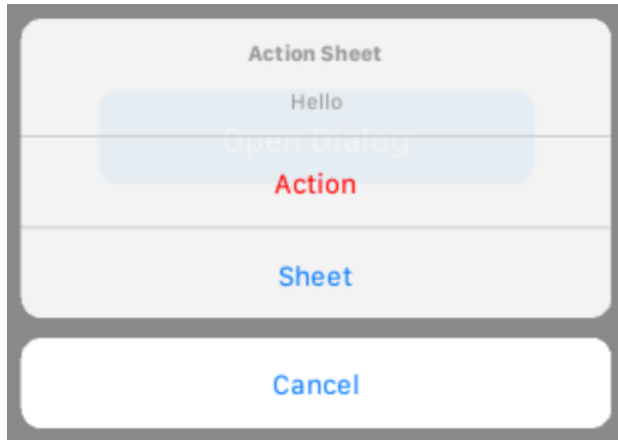 Action Sheet
Hello
Open Dialog
Action
Sheet
Cancel